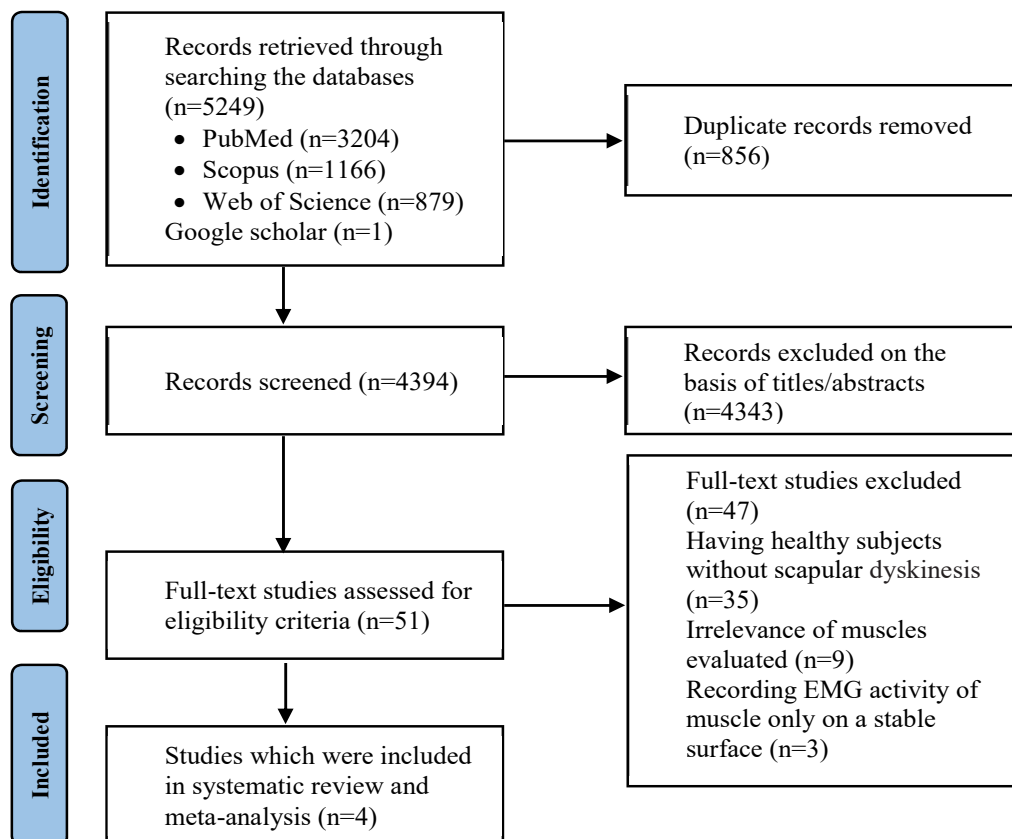 Identification
Records retrieved through
searching the databases
(n=5249)
• PubMed (n=3204)
• Scopus (n=1166)
• Web of Science (n=879)
Google scholar (n=1)
Duplicate records removed
(n=856)
Screening
Records screened (n=4394)
Records excluded on the
basis of titles/abstracts
(n=4343)
Eligibility
Full-text studies assessed for
eligibility criteria (n=51)
Full-text studies excluded
(n=47)
Having healthy subjects
without scapular dyskinesis
(n=35)
Irrelevance of muscles
evaluated (n=9)
Recording EMG activity of
muscle only on a stable
surface (n=3)
Included
Studies which were included
in systematic review and
meta-analysis (n=4)